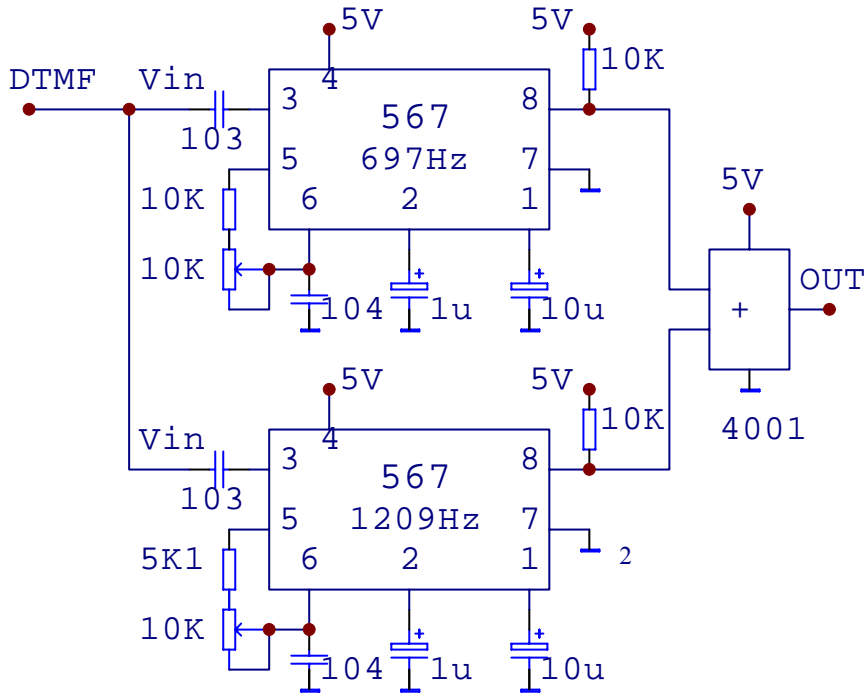 5V 5V
10K
DTMF Vin 4
3 567 8
103
5 697Hz 7
10K 6 2 1
5V
10K
OUT
104 1u 10u
+
5V 5V
10K 4001
Vin 4
3 567 8
103
5 1209Hz 7
5K1 6 2 1 2
10K
104 1u 10u